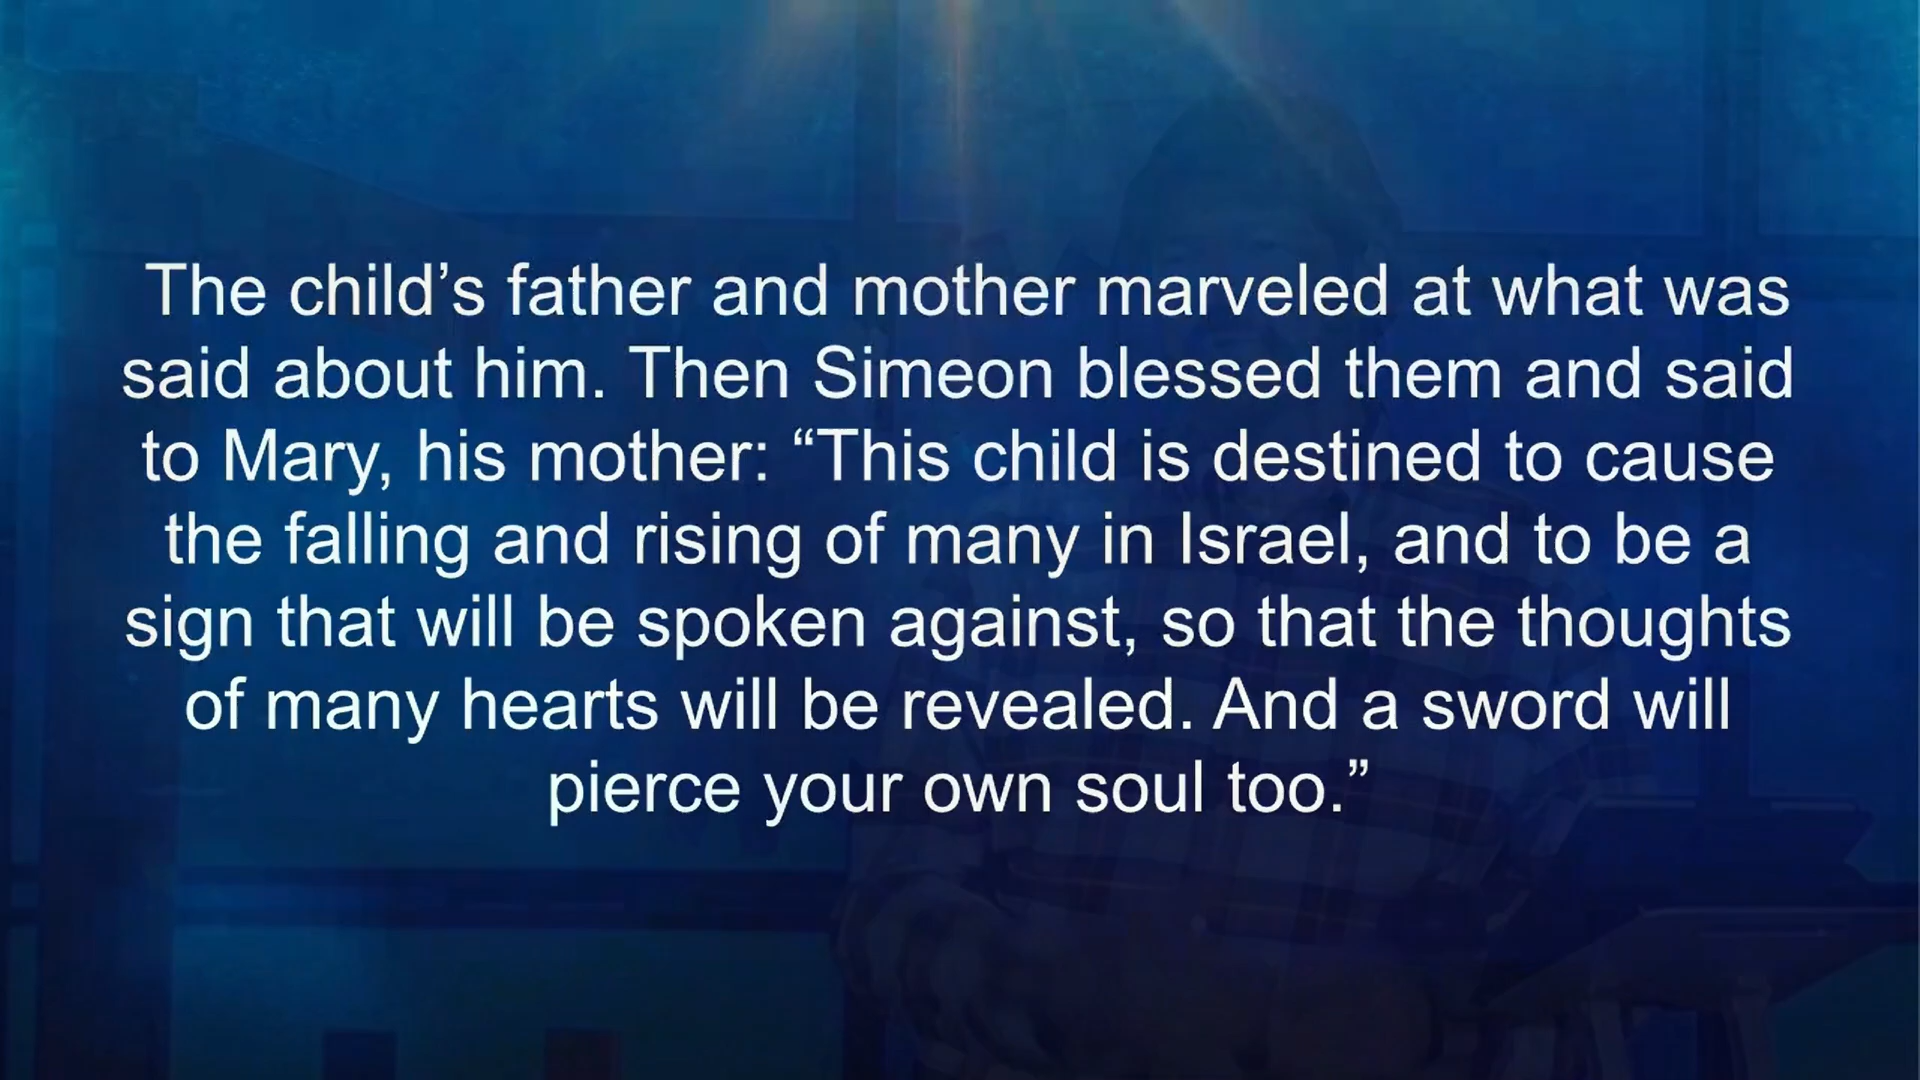 The child’s father and mother marveled at what was
said about him. Then Simeon blessed them and said
to Mary, his mother: “This child is destined to cause
the falling and rising of many in Israel, and to be a
sign that will be spoken against, so that the thoughts
of many hearts will be revealed. And a sword will
pierce your own soul too.”